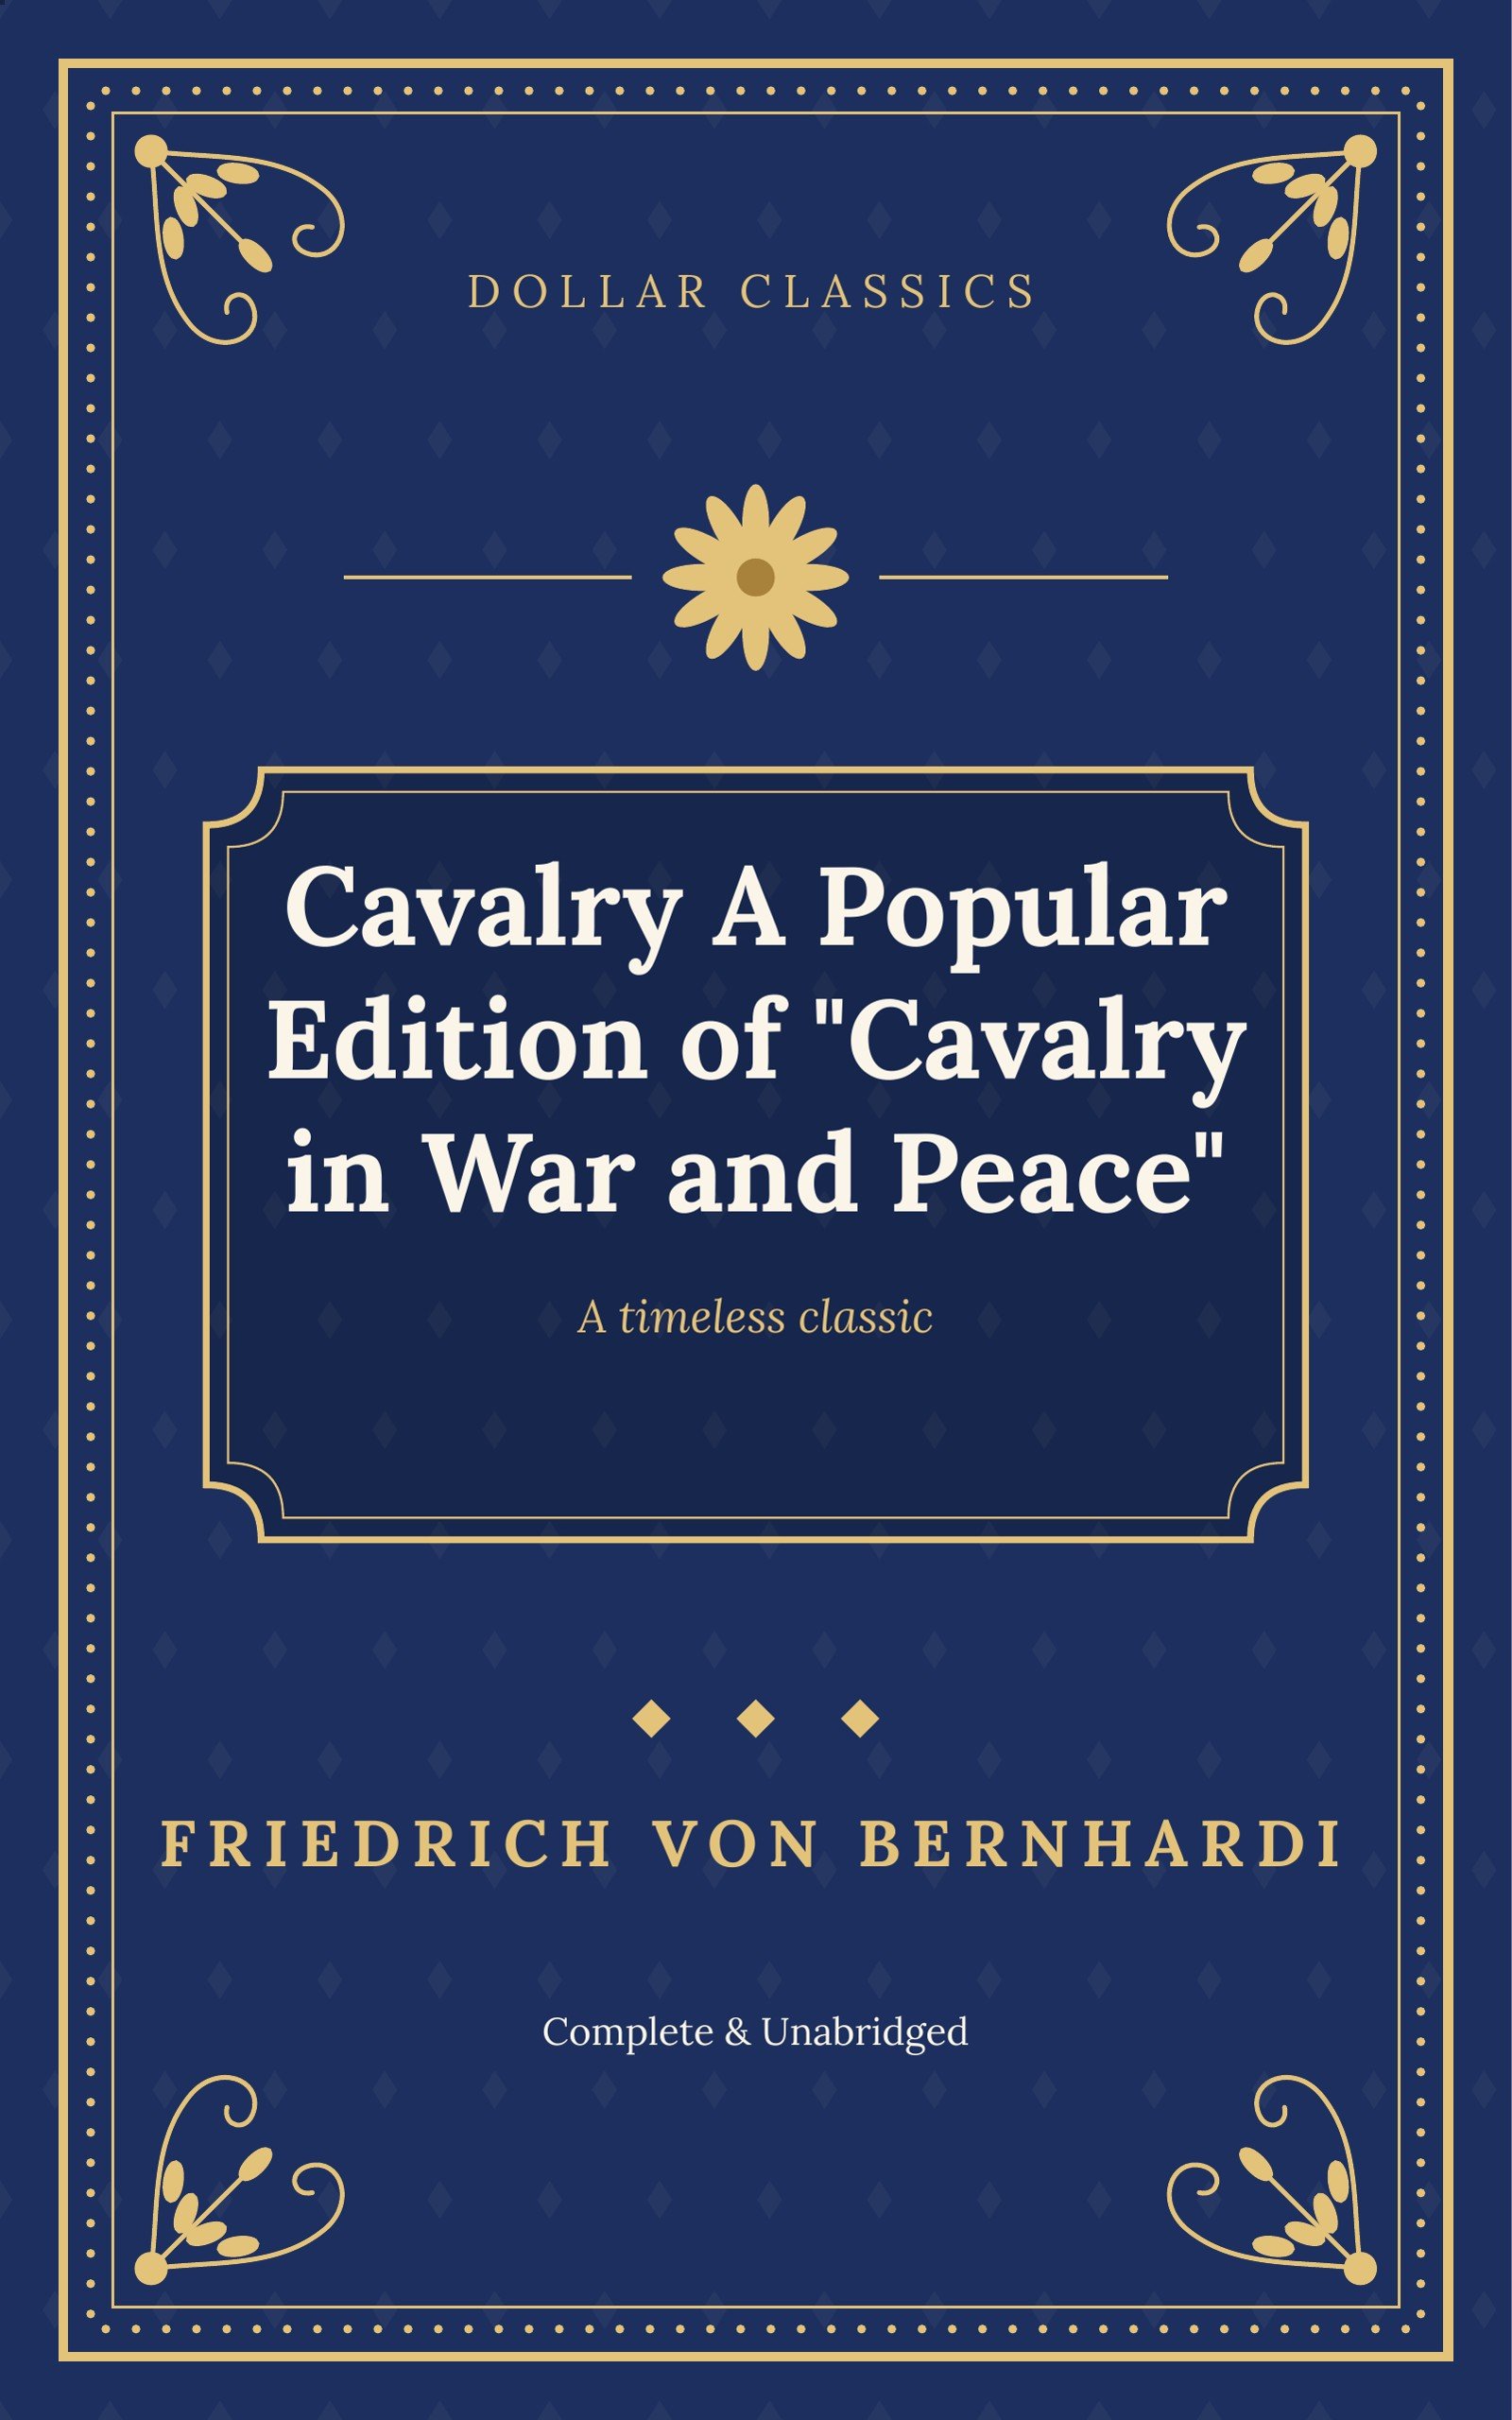 DOLLAR CLASSICS
Cavalry A Popular
Edition of "Cavalry
in War and Peace"
A timeless classic
FRIEDRICH VON BERNHARDI
Complete & Unabridged